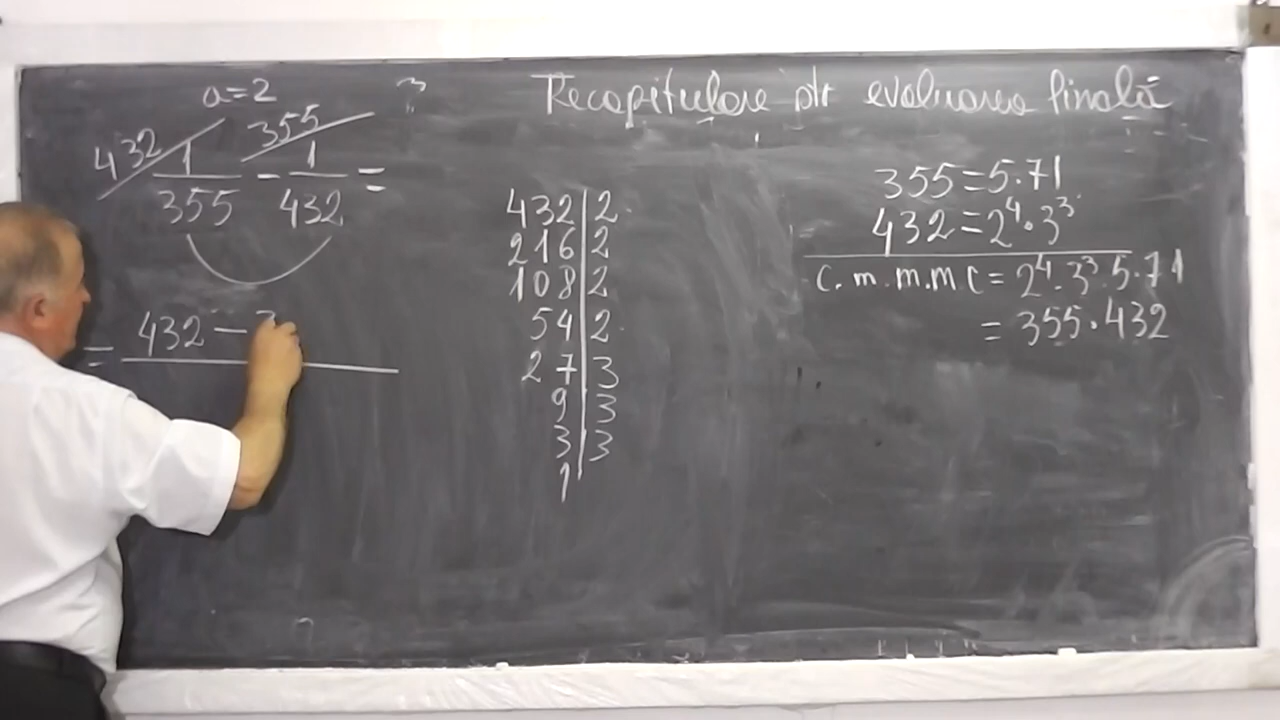 a=2
Recapitulare ptr evaluarea finală
432 355
1/355 - 1/432 =
= 432 -
432|2
216|2
108|2
54|2
27|3
9|3
3|3
1
355=5·71
432=2⁴·3³
c.m.m.m c = 2⁴·3³·5·71
= 355·432